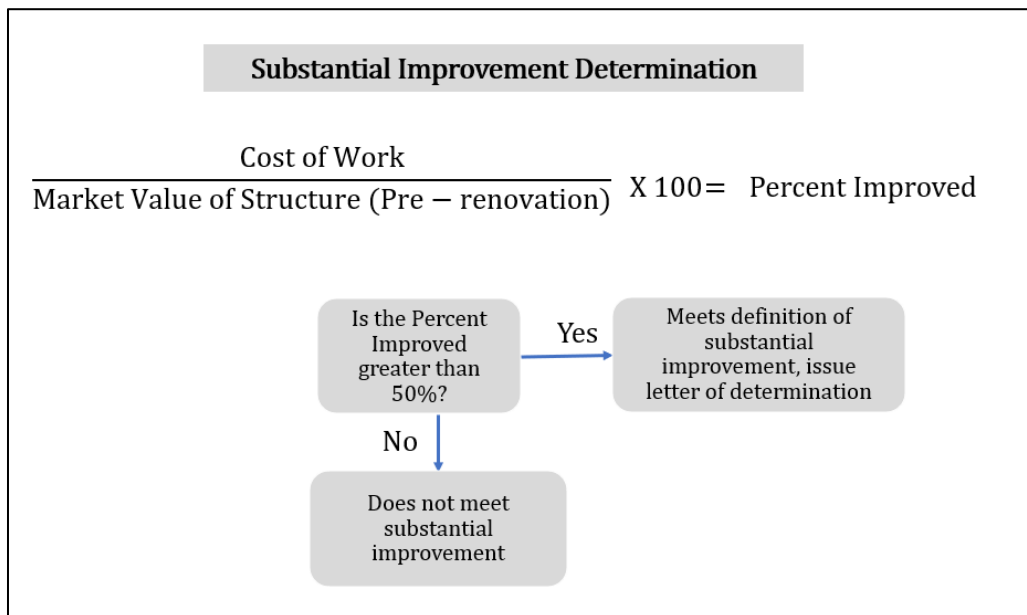 Substantial Improvement Determination
Cost of Work
Market Value of Structure (Pre − renovation) X 100 = Percent Improved
Is the Percent
Improved
greater than
50%?
Yes
Meets definition of
substantial
improvement, issue
letter of determination
No
Does not meet
substantial
improvement